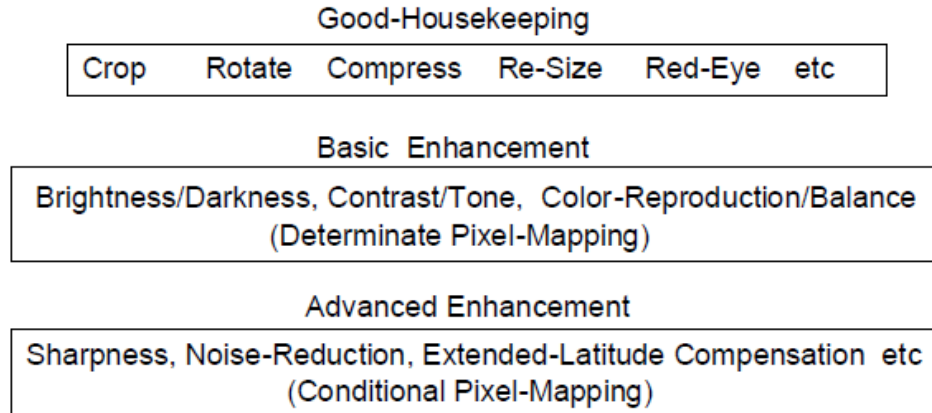 Good-Housekeeping
Crop Rotate Compress Re-Size Red-Eye etc
Basic Enhancement
Brightness/Darkness, Contrast/Tone, Color-Reproduction/Balance
(Determinate Pixel-Mapping)
Advanced Enhancement
Sharpness, Noise-Reduction, Extended-Latitude Compensation etc
(Conditional Pixel-Mapping)